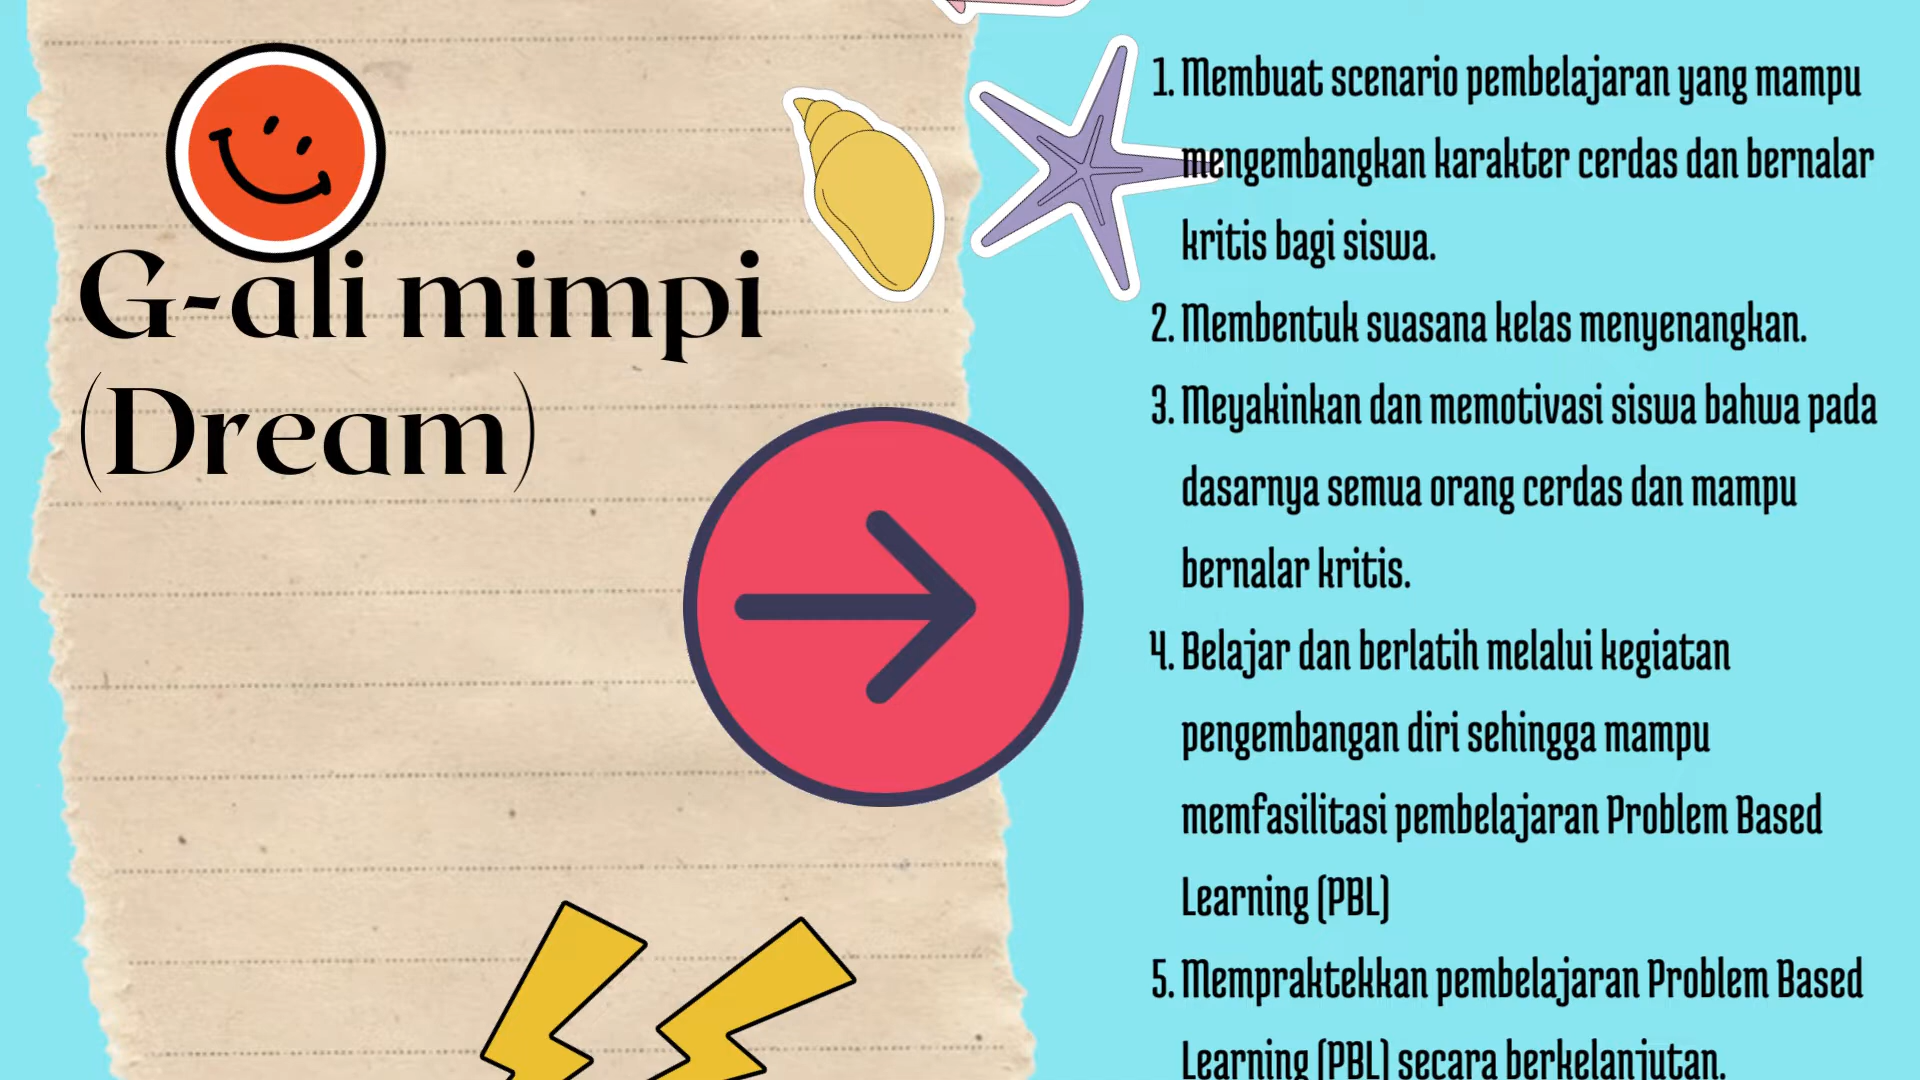 G-ali mimpi
(Dream)
1. Membuat scenario pembelajaran yang mampu
mengembangkan karakter cerdas dan bernalar
kritis bagi siswa.
2. Membentuk suasana kelas menyenangkan.
3. Meyakinkan dan memotivasi siswa bahwa pada
dasarnya semua orang cerdas dan mampu
bernalar kritis.
4. Belajar dan berlatih melalui kegiatan
pengembangan diri sehingga mampu
memfasilitasi pembelajaran Problem Based
Learning (PBL)
5. Mempraktekkan pembelajaran Problem Based
Learning (PBL) secara berkelanjutan.